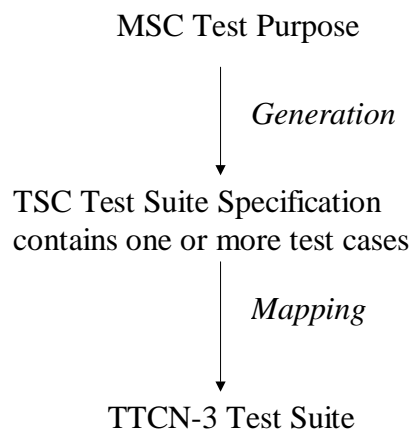 MSC Test Purpose
Generation
TSC Test Suite Specification
contains one or more test cases
Mapping
TTCN-3 Test Suite